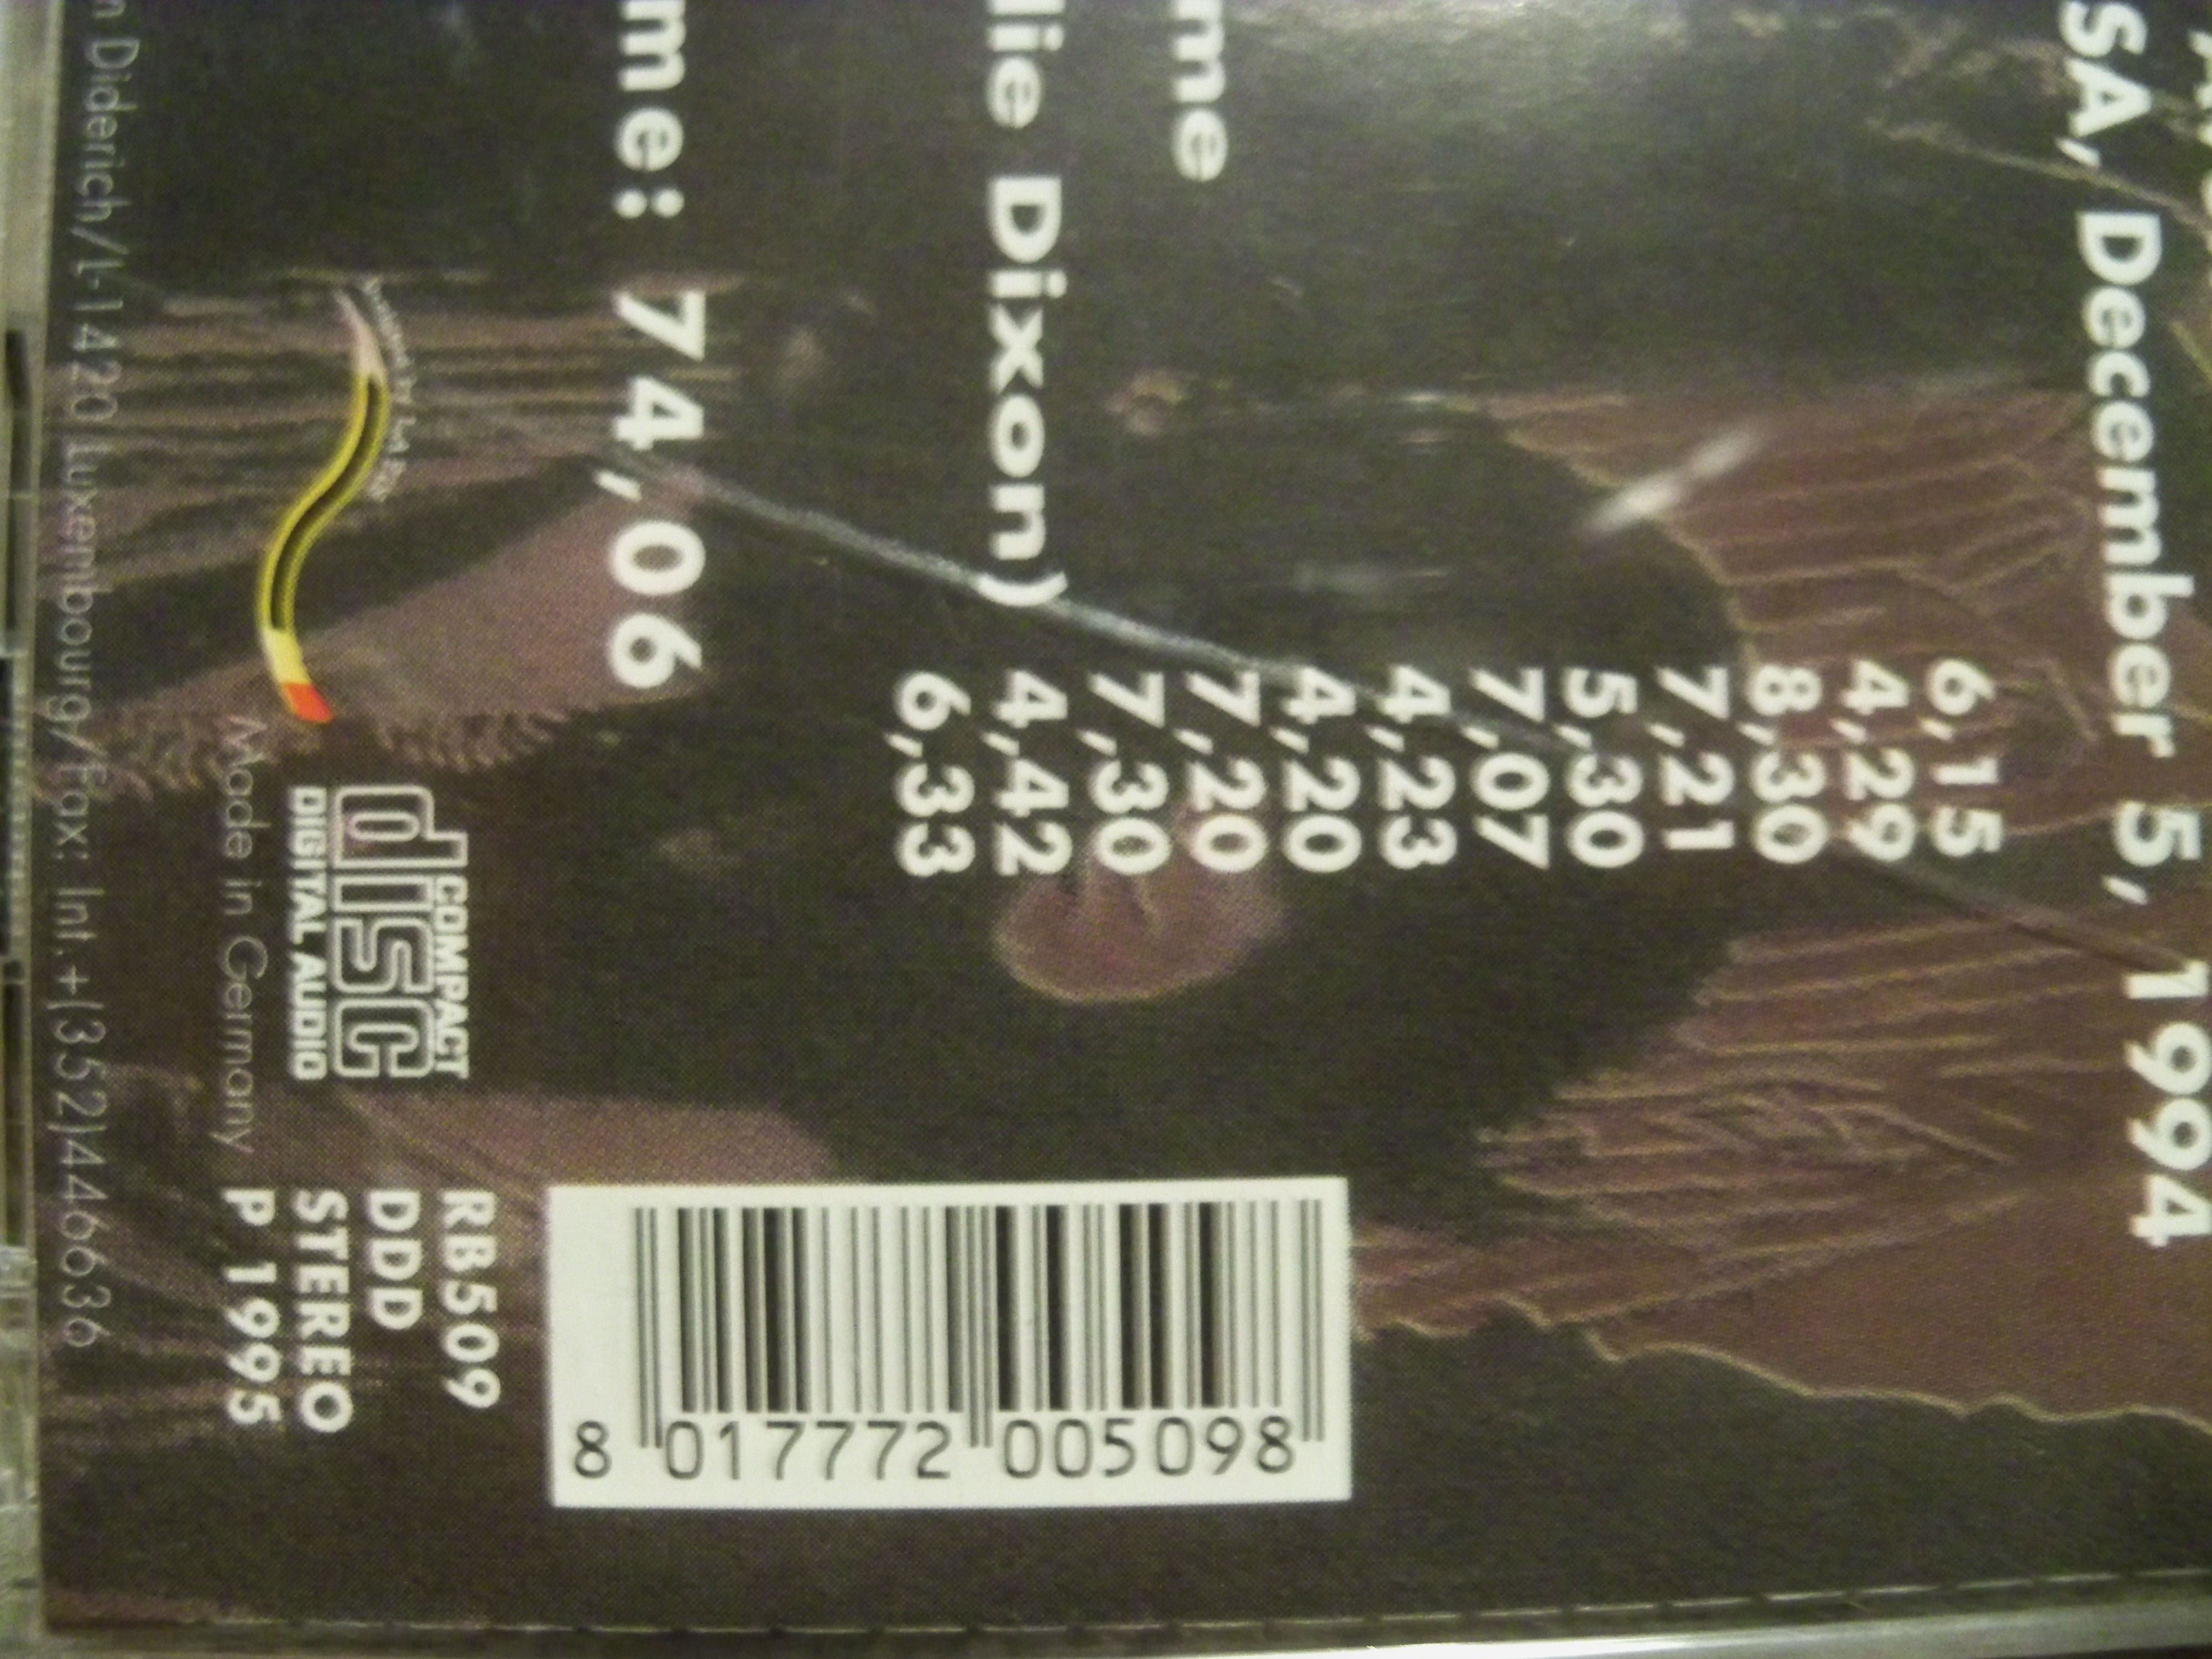 SA, December 5, 1994
6,15
4,29
8,30
7,21
5,30
7,07
4,23
me
4,20
7,20
7,30
lie Dixon) 4,42
6,33
me: 74,06
COMPACT
disc
DIGITAL AUDIO
Made in Germany
RB509
DDD
STEREO
P 1995
n Diderich/L-1420 Luxembourg/Fax: Int. +(352)446636
8 017772 005098